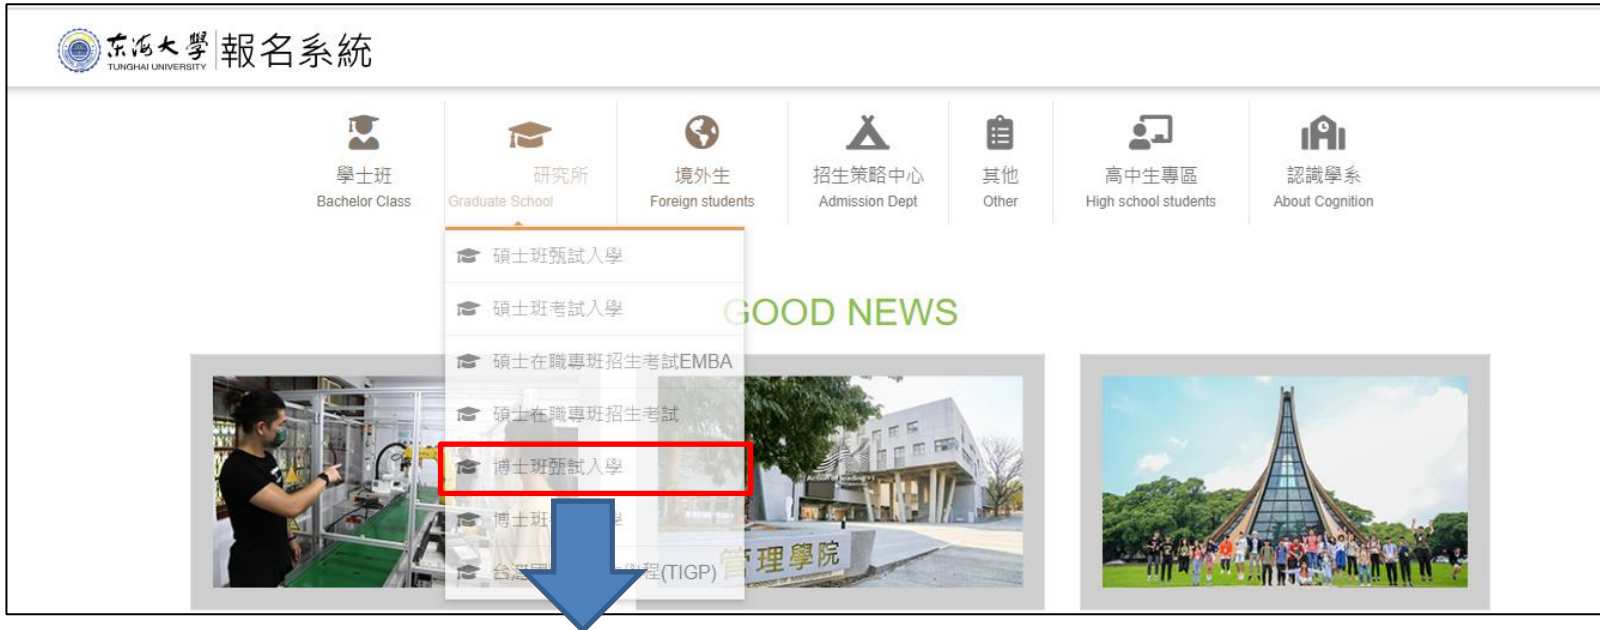 东海大學 報名系統
TUNGHAI UNIVERSITY
學士班 研究所 境外生 招生策略中心 其他 高中生專區 認識學系
Bachelor Class Graduate School Foreign students Admission Dept Other High school students About Cognition
碩士班甄試入學
碩士班考試入學
GOOD NEWS
碩士在職專班招生考試EMBA
碩士在職專班招生考試
博士班甄試入學
博士班
台灣 學程(TIGP)
管理學院